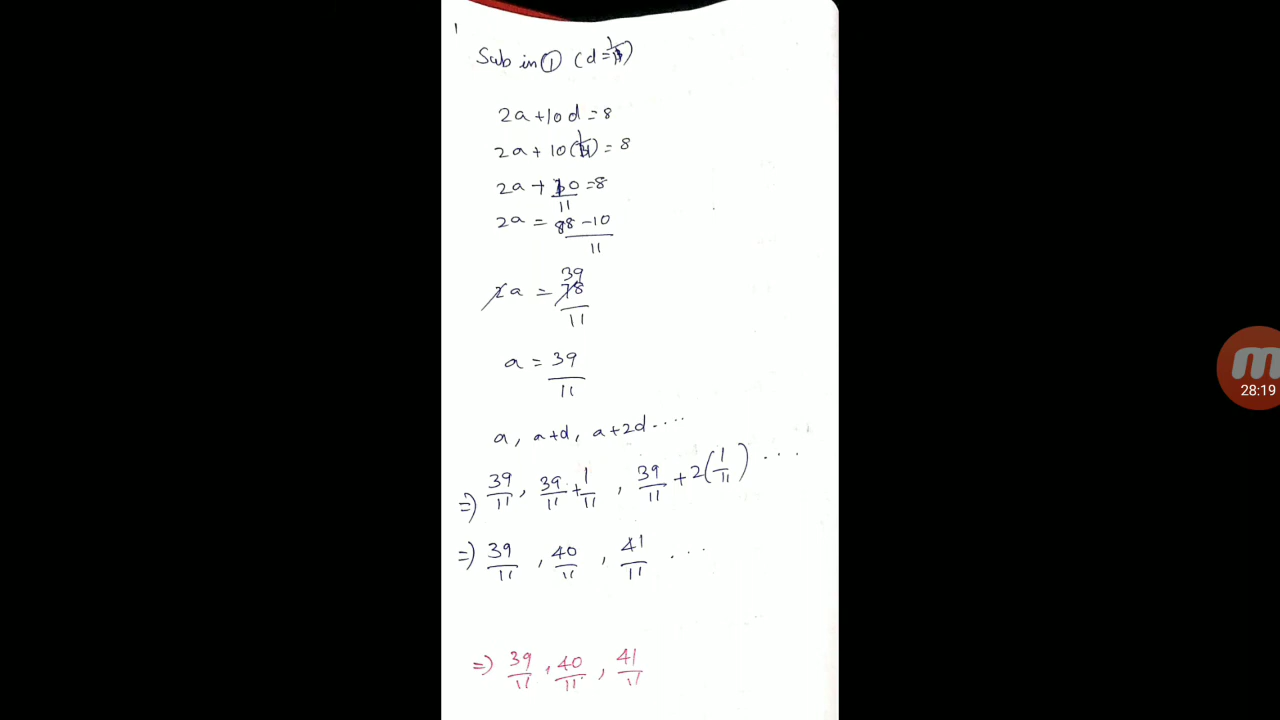 Sub in ① (d=1/11)
2a+10d=8
2a+10(1/11)=8
2a+10/11=8
2a=88-10/11
2a=78/11 39
a=39/11
a, a+d, a+2d....
⇒ 39/11, 39/11+1/11, 39/11+2(1/11) ...
⇒ 39/11, 40/11, 41/11 ...
⇒ 39/11, 40/11, 41/11
28:19